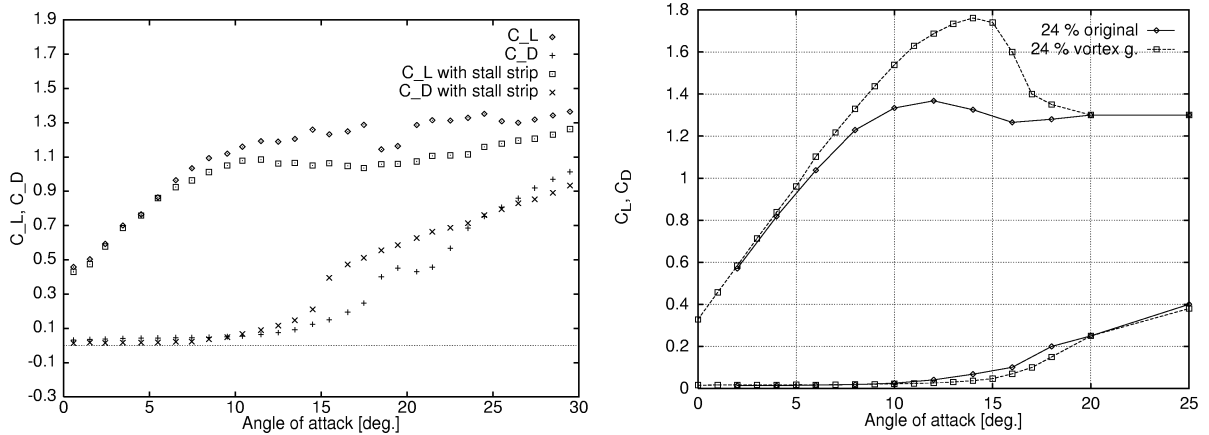 1.9
1.7
1.5
1.3
1.1
0.9
0.7
0.5
0.3
0.1
-0.1
-0.3
C_L, C_D
C_L
C_D
C_L with stall strip
C_D with stall strip
0 5 10 15 20 25 30
Angle of attack [deg.]
1.8
1.6
1.4
1.2
1
0.8
0.6
0.4
0.2
0
C_L, C_D
24 % original
24 % vortex g.
0 5 10 15 20 25
Angle of attack [deg.]